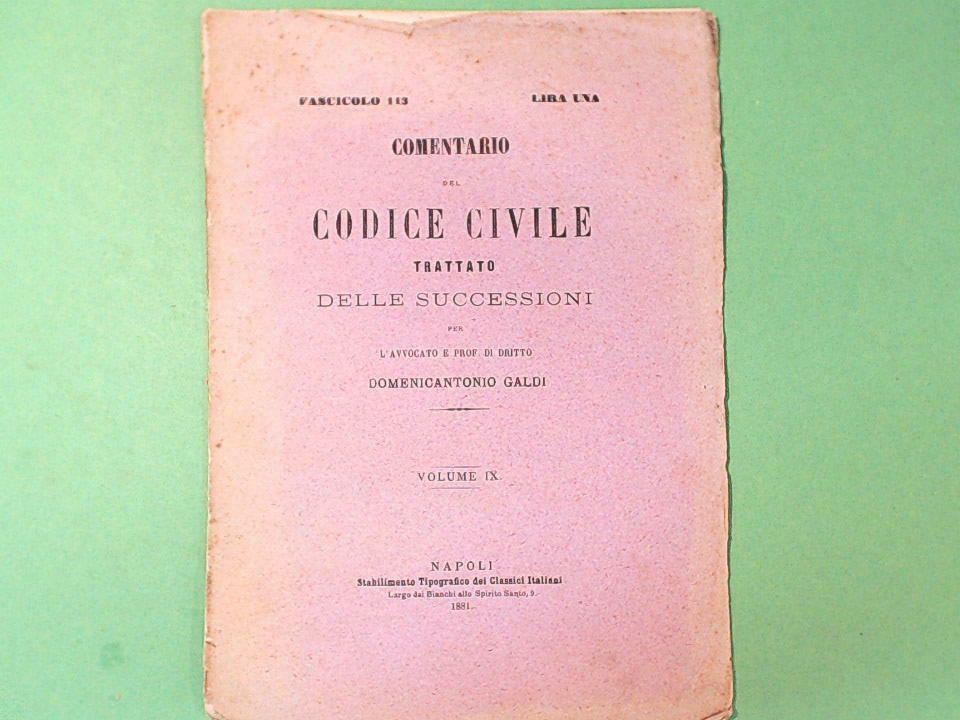 FASCICOLO 113 LIRA UNA
COMENTARIO
DEL
CODICE CIVILE
TRATTATO
DELLE SUCCESSIONI
PER
L'AVVOCATO E PROF. DI DRITTO
DOMENICANTONIO GALDI
VOLUME IX.
NAPOLI
Stabilimento Tipografico dei Classici Italiani
Largo dai Bianchi allo Spirito Santo, 9.
1881.